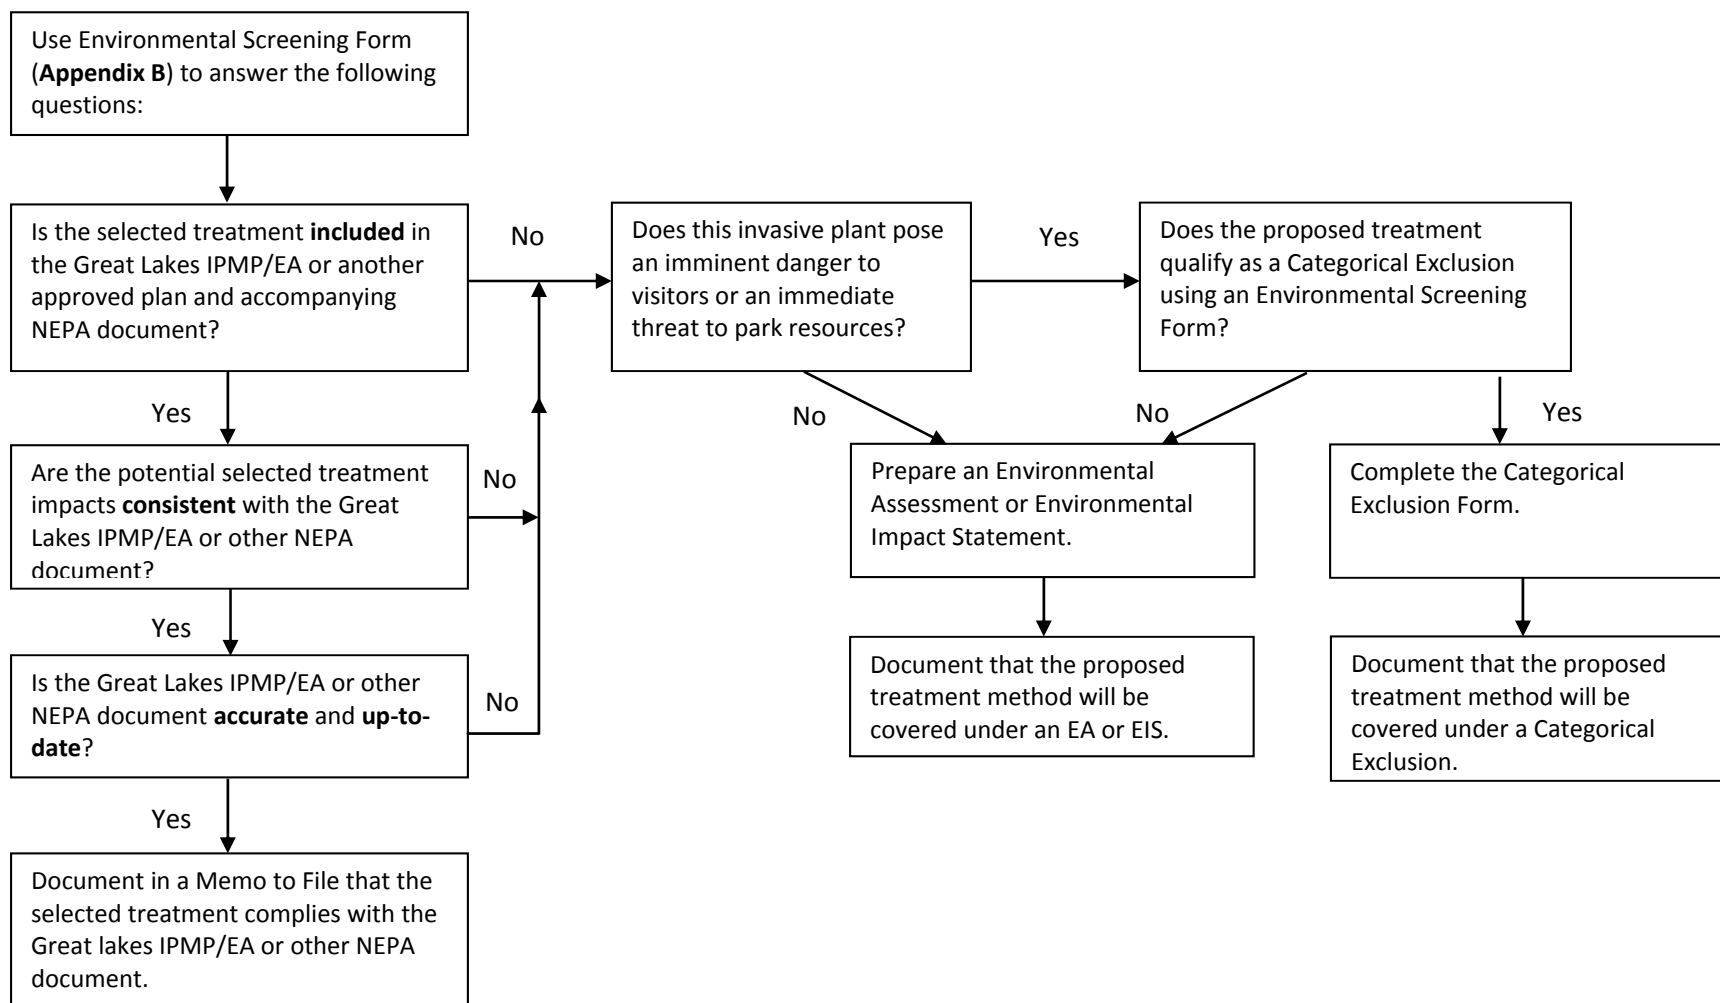 Use Environmental Screening Form
(Appendix B) to answer the following
questions:
Is the selected treatment included in
the Great Lakes IPMP/EA or another
approved plan and accompanying
NEPA document?
No
Does this invasive plant pose
an imminent danger to
visitors or an immediate
threat to park resources?
Yes
Does the proposed treatment
qualify as a Categorical Exclusion
using an Environmental Screening
Form?
Yes
No
No
Yes
Are the potential selected treatment
impacts consistent with the Great
Lakes IPMP/EA or other NEPA
document?
No
Prepare an Environmental
Assessment or Environmental
Impact Statement.
Complete the Categorical
Exclusion Form.
Yes
Is the Great Lakes IPMP/EA or other
NEPA document accurate and up-to-
date?
No
Document that the proposed
treatment method will be
covered under an EA or EIS.
Document that the proposed
treatment method will be
covered under a Categorical
Exclusion.
Yes
Document in a Memo to File that the
selected treatment complies with the
Great lakes IPMP/EA or other NEPA
document.